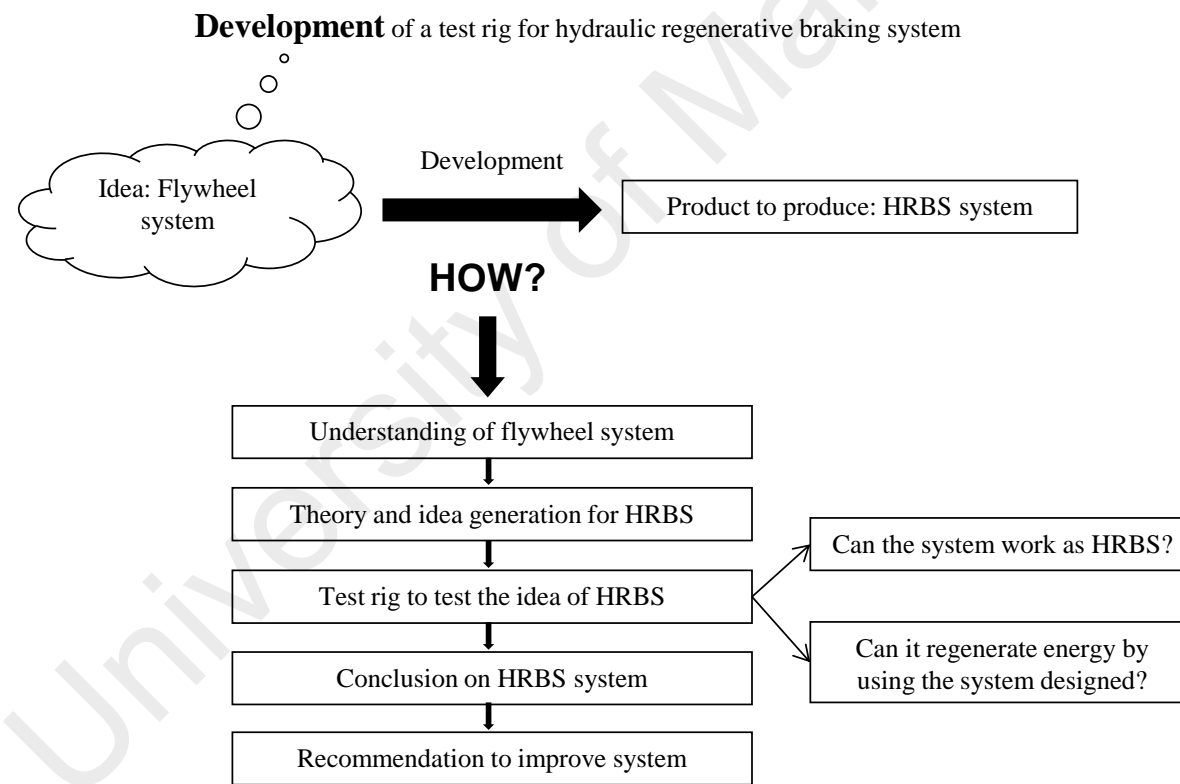 Development of a test rig for hydraulic regenerative braking system
Idea: Flywheel
system
Development
Product to produce: HRBS system
HOW?
Understanding of flywheel system
Theory and idea generation for HRBS
Test rig to test the idea of HRBS
Can the system work as HRBS?
Can it regenerate energy by
using the system designed?
Conclusion on HRBS system
Recommendation to improve system
University of Ma